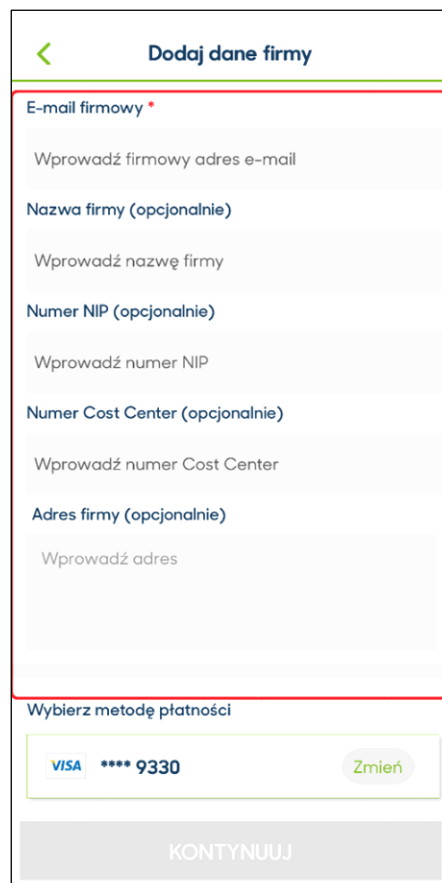 Dodaj dane firmy
E-mail firmowy *
Wprowadź firmowy adres e-mail
Nazwa firmy (opcjonalnie)
Wprowadź nazwę firmy
Numer NIP (opcjonalnie)
Wprowadź numer NIP
Numer Cost Center (opcjonalnie)
Wprowadź numer Cost Center
Adres firmy (opcjonalnie)
Wprowadź adres
Wybierz metodę płatności
VISA **** 9330 Zmień
KONTYNUUJ